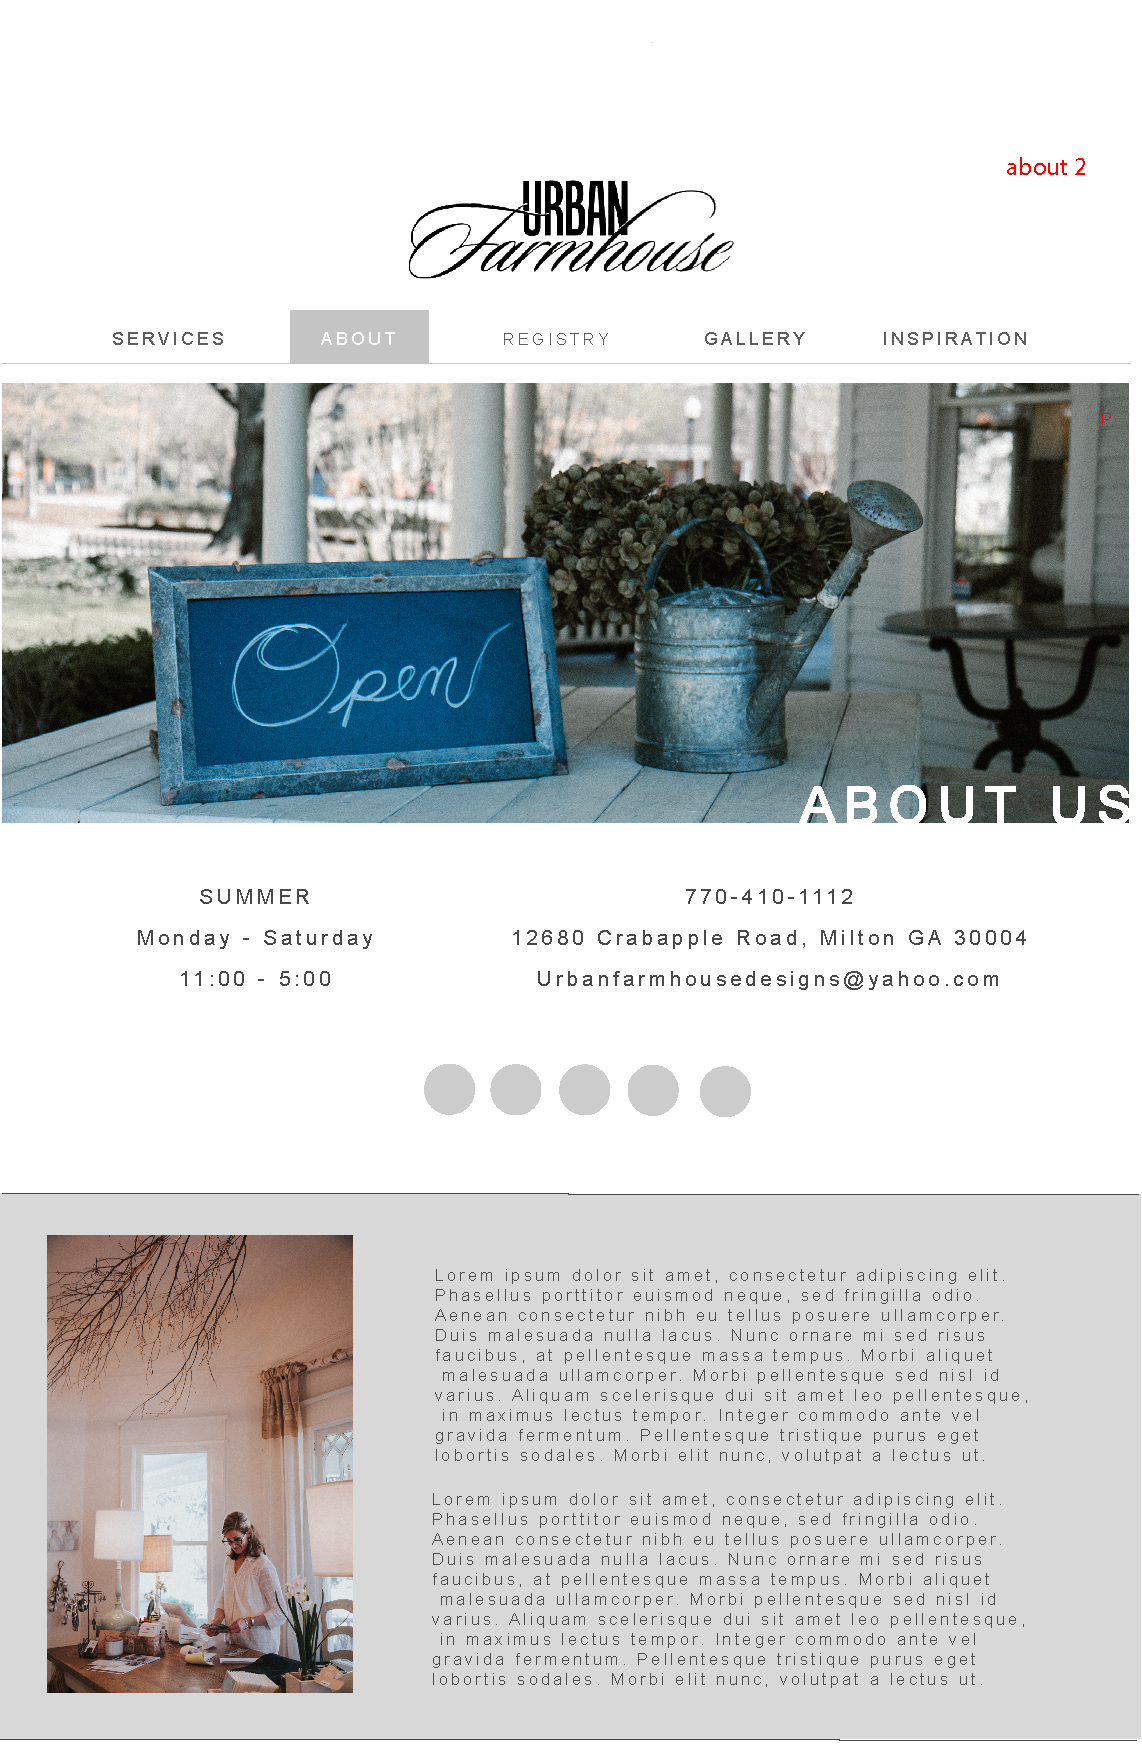 about 2
URBAN
Farmhouse
SERVICES ABOUT REGISTRY GALLERY INSPIRATION
Open
ABOUT US
SUMMER
Monday - Saturday
11:00 - 5:00
770-410-1112
12680 Crabapple Road, Milton GA 30004
Urbanfarmhousedesigns@yahoo.com
Lorem ipsum dolor sit amet, consectetur adipiscing elit.
Phasellus porttitor euismod neque, sed fringilla odio.
Aenean consectetur nibh eu tellus posuere ullamcorper.
Duis malesuada nulla lacus. Nunc ornare mi sed risus
faucibus, at pellentesque massa tempus. Morbi aliquet
malesuada ullamcorper. Morbi pellentesque sed nisl id
varius. Aliquam scelerisque dui sit amet leo pellentesque,
in maximus lectus tempor. Integer commodo ante vel
gravida fermentum. Pellentesque tristique purus eget
lobortis sodales. Morbi elit nunc, volutpat a lectus ut.
Lorem ipsum dolor sit amet, consectetur adipiscing elit.
Phasellus porttitor euismod neque, sed fringilla odio.
Aenean consectetur nibh eu tellus posuere ullamcorper.
Duis malesuada nulla lacus. Nunc ornare mi sed risus
faucibus, at pellentesque massa tempus. Morbi aliquet
malesuada ullamcorper. Morbi pellentesque sed nisl id
varius. Aliquam scelerisque dui sit amet leo pellentesque,
in maximus lectus tempor. Integer commodo ante vel
gravida fermentum. Pellentesque tristique purus eget
lobortis sodales. Morbi elit nunc, volutpat a lectus ut.